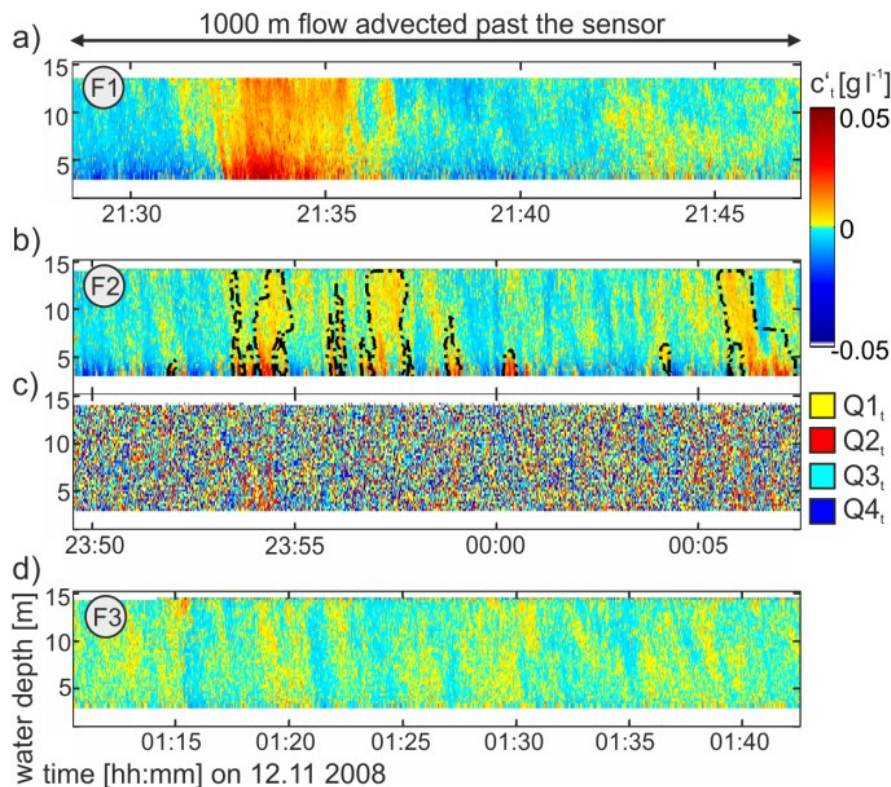 1000 m flow advected past the sensor
a)
15
10
5
F1
21:30 21:35 21:40 21:45
c't [g l-1]
0.05
0
-0.05
b)
15
10
5
F2
c)
15
10
5
23:50 23:55 00:00 00:05
Q1t
Q2t
Q3t
Q4t
d)
15
10
5
F3
water depth [m]
01:15 01:20 01:25 01:30 01:35 01:40
time [hh:mm] on 12.11 2008